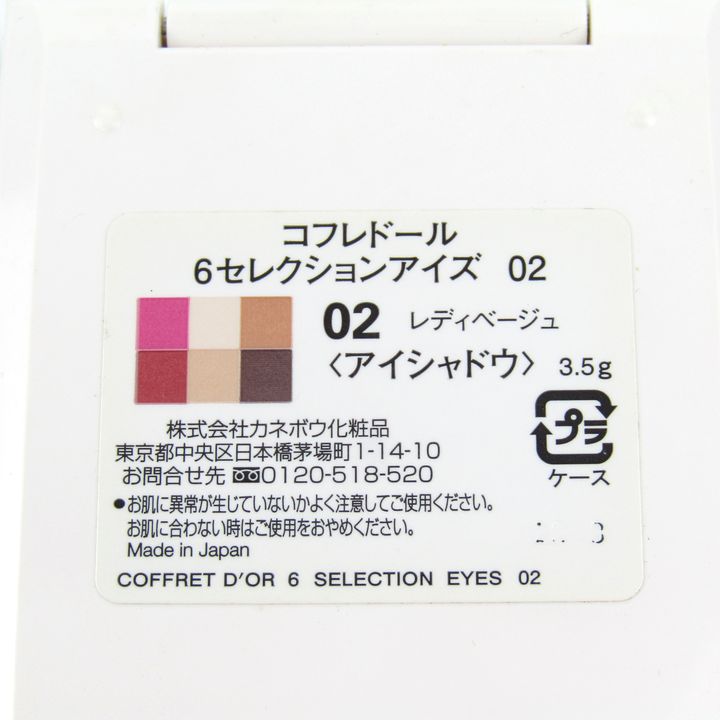 コフレドール
6セレクションアイズ 02
02 レディベージュ
〈アイシャドウ〉 3.5g
株式会社カネボウ化粧品
東京都中央区日本橋茅場町1-14-10
お問合せ先 0120-518-520
プラ
ケース
●お肌に異常が生じていないかよく注意してご使用ください。
お肌に合わない時はご使用をおやめください。
Made in Japan
COFFRET D'OR 6 SELECTION EYES 02